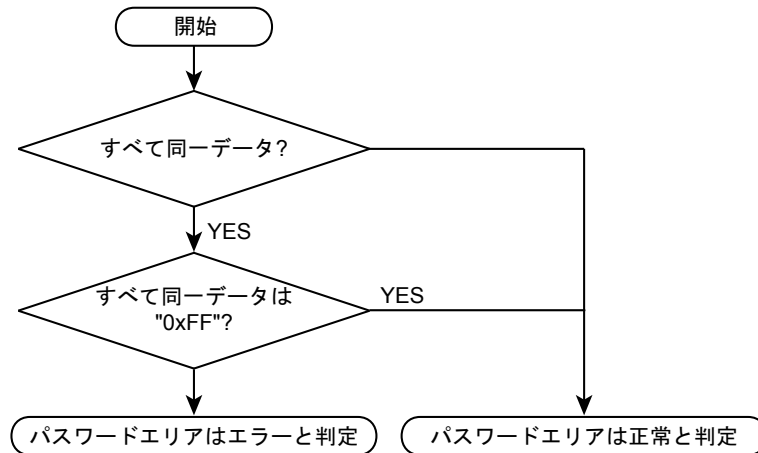 開始
すべて同一データ?
YES
すべて同一データは
"0xFF"?
YES
パスワードエリアはエラーと判定
パスワードエリアは正常と判定